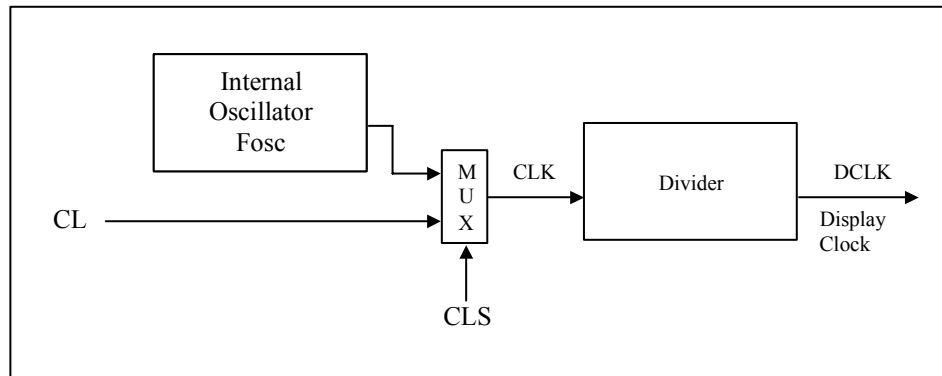 Internal
Oscillator
Fosc
M
U
X
CL
CLS
CLK
Divider
DCLK
Display
Clock